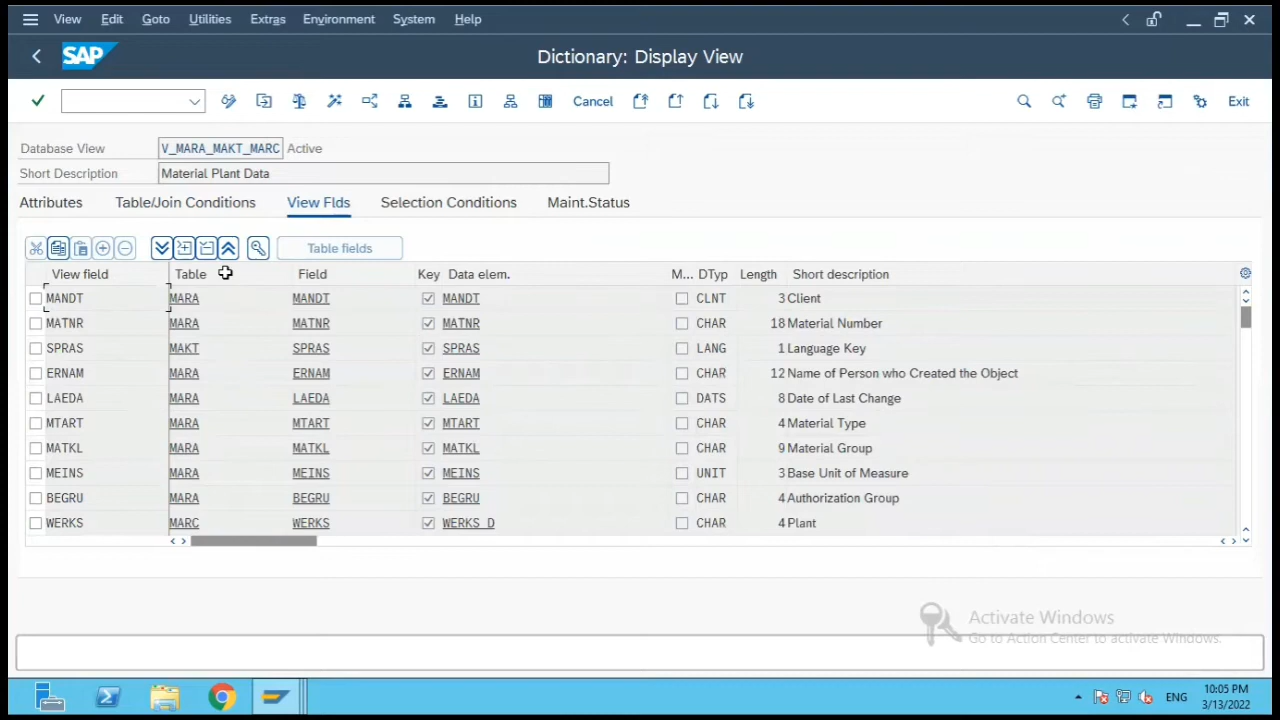 View Edit Goto Utilities Extras Environment System Help
SAP Dictionary: Display View
Cancel Exit
Database View V_MARA_MAKT_MARC Active
Short Description Material Plant Data
Attributes Table/Join Conditions View Flds Selection Conditions Maint.Status
Table fields
View field Table Field Key Data elem. M... DTyp Length Short description
MANDT MARA MANDT MANDT CLNT 3 Client
MATNR MARA MATNR MATNR CHAR 18 Material Number
SPRAS MAKT SPRAS SPRAS LANG 1 Language Key
ERNAM MARA ERNAM ERNAM CHAR 12 Name of Person who Created the Object
LAEDA MARA LAEDA LAEDA DATS 8 Date of Last Change
MTART MARA MTART MTART CHAR 4 Material Type
MATKL MARA MATKL MATKL CHAR 9 Material Group
MEINS MARA MEINS MEINS UNIT 3 Base Unit of Measure
BEGRU MARA BEGRU BEGRU CHAR 4 Authorization Group
WERKS MARC WERKS WERKS_D CHAR 4 Plant
Activate Windows
Go to Action Center to activate Windows.
ENG 10:05 PM
3/13/2022